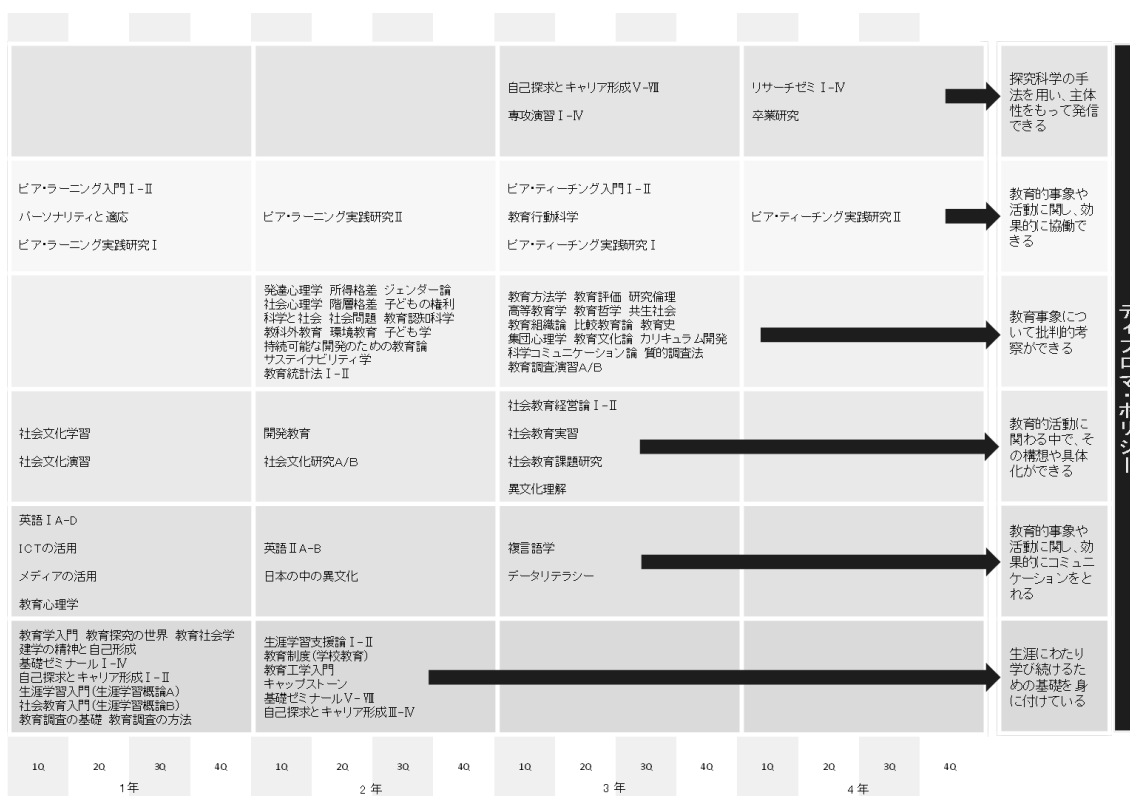 自己探求とキャリア形成Ⅴ-Ⅷ
専攻演習Ⅰ-Ⅳ
リサーチゼミ Ⅰ-Ⅳ
卒業研究
探究科学の手
法を用い、主体
性をもって発信
できる
ピア・ラーニング入門Ⅰ-Ⅱ
パーソナリティと適応
ピア・ラーニング実践研究Ⅰ
ピア・ラーニング実践研究Ⅱ
ピア・ティーチング入門Ⅰ-Ⅱ
教育行動科学
ピア・ティーチング実践研究Ⅰ
ピア・ティーチング実践研究Ⅱ
教育的事象や
活動に関し、効
果的に協働で
きる
発達心理学 所得格差 ジェンダー論
社会心理学 階層格差 子どもの権利
科学と社会 社会問題 教育認知科学
教科外教育 環境教育 子ども学
持続可能な開発のための教育論
サステイナビリティ学
教育統計法Ⅰ-Ⅱ
教育方法学 教育評価 研究倫理
高等教育学 教育哲学 共生社会
教育組織論 比較教育論 教育史
集団心理学 教育文化論 カリキュラム開発
科学コミュニケーション論 質的調査法
教育調査演習A/B
教育事象につ
いて批判的考
察ができる
社会文化学習
社会文化演習
開発教育
社会文化研究A/B
社会教育経営論Ⅰ-Ⅱ
社会教育実習
社会教育課題研究
異文化理解
教育的活動に
関わる中で、そ
の構想や具体
化ができる
英語ⅠA-D
ICTの活用
メディアの活用
教育心理学
英語ⅡA-B
日本の中の異文化
複言語学
データリテラシー
教育的事象や
活動に関し、効
果的にコミュニ
ケーションをと
れる
教育学入門 教育探究の世界 教育社会学
建学の精神と自己形成
基礎ゼミナールⅠ-Ⅳ
自己探求とキャリア形成Ⅰ-Ⅱ
生涯学習入門(生涯学習概論A)
社会教育入門(生涯学習概論B)
教育調査の基礎 教育調査の方法
生涯学習支援論Ⅰ-Ⅱ
教育制度(学校教育)
教育工学入門
キャップストーン
基礎ゼミナールⅤ-Ⅷ
自己探求とキャリア形成Ⅲ-Ⅳ
生涯にわたり
学び続けるた
めの基礎を身
に付けている
ディプロマ・ポリシー
1Q 2Q 3Q 4Q 1Q 2Q 3Q 4Q 1Q 2Q 3Q 4Q 1Q 2Q 3Q 4Q
1年 2年 3年 4年